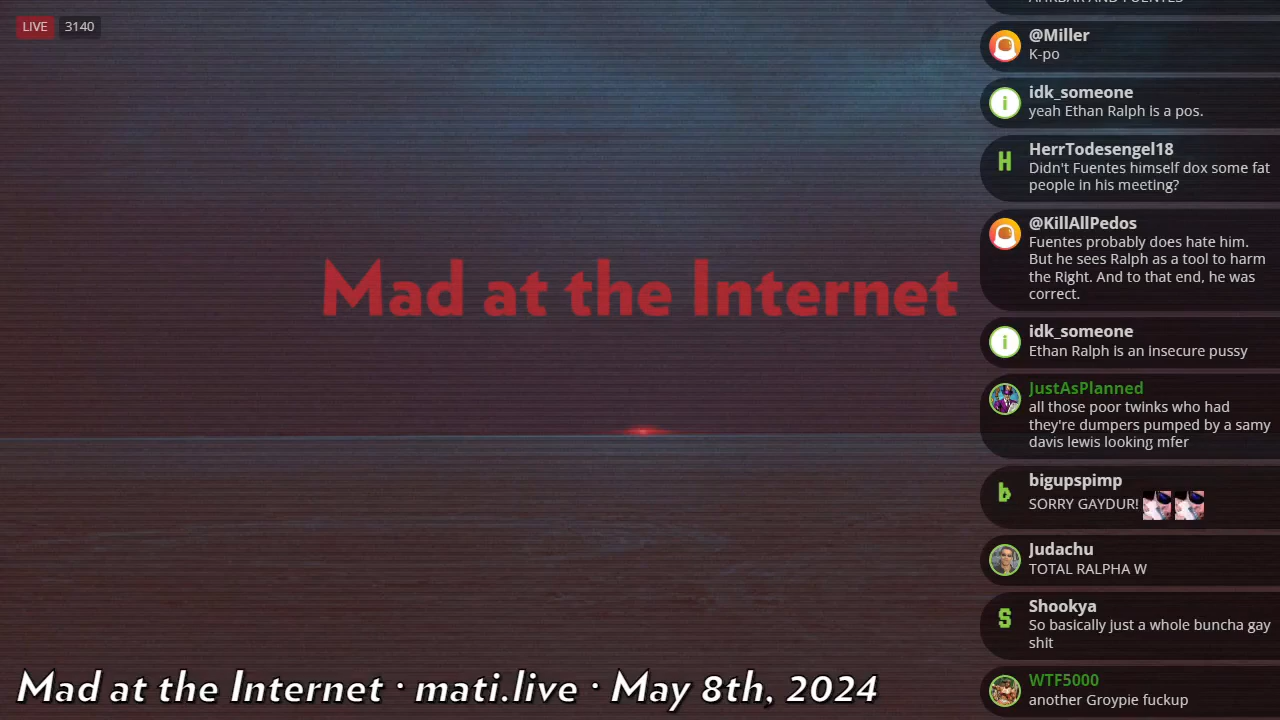 LIVE 3140
Mad at the Internet
@Miller
K-po
idk_someone
yeah Ethan Ralph is a pos.
HerrTodesengel18
Didn't Fuentes himself dox some fat
people in his meeting?
@KillAllPedos
Fuentes probably does hate him.
But he sees Ralph as a tool to harm
the Right. And to that end, he was
correct.
idk_someone
Ethan Ralph is an insecure pussy
JustAsPlanned
all those poor twinks who had
they're dumpers pumped by a samy
davis lewis looking mfer
bigupspimp
SORRY GAYDUR!
Judachu
TOTAL RALPHA W
Shookya
So basically just a whole buncha gay
shit
WTF5000
another Groypie fuckup
Mad at the Internet · mati.live · May 8th, 2024